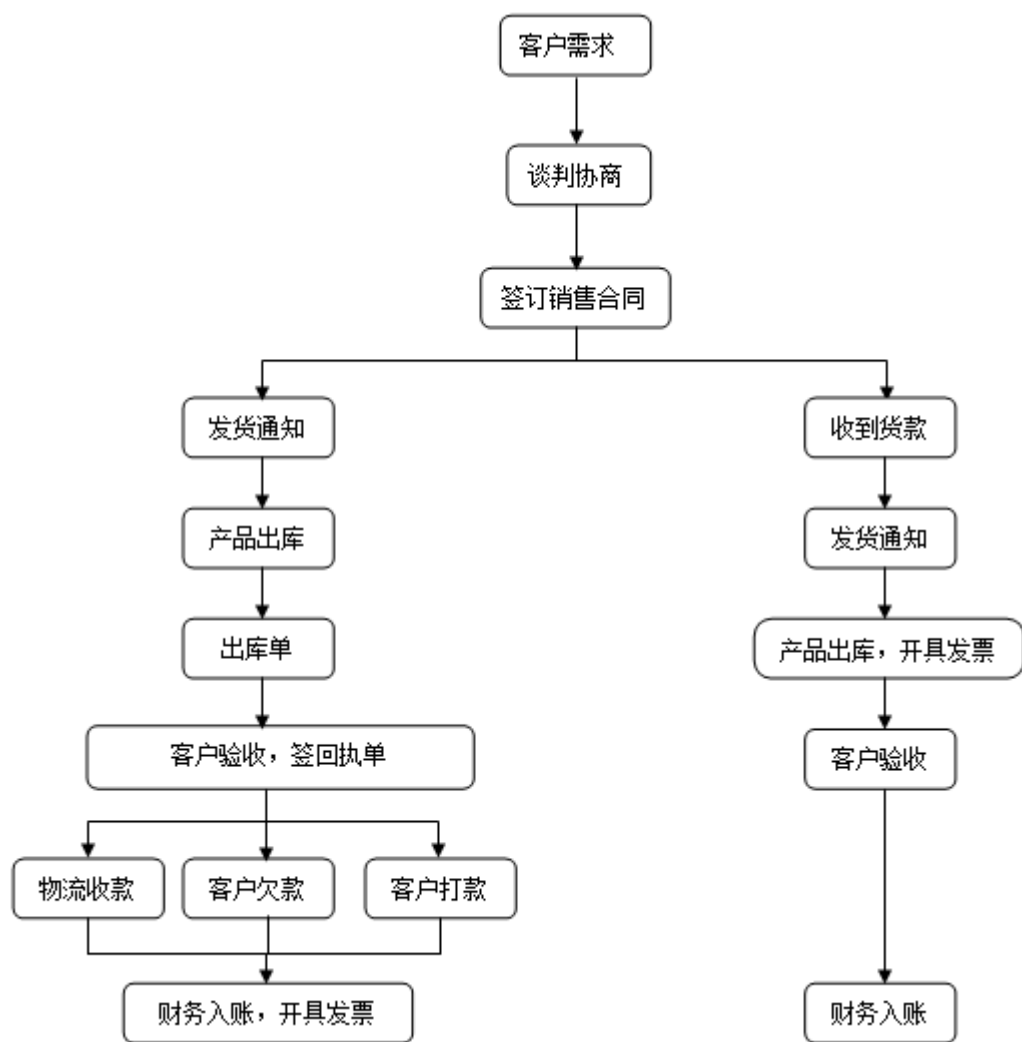 客户需求
谈判协商
签订销售合同
发货通知
收到货款
产品出库
发货通知
出库单
产品出库，开具发票
客户验收，签回执单
客户验收
物流收款
客户欠款
客户打款
财务入账，开具发票
财务入账